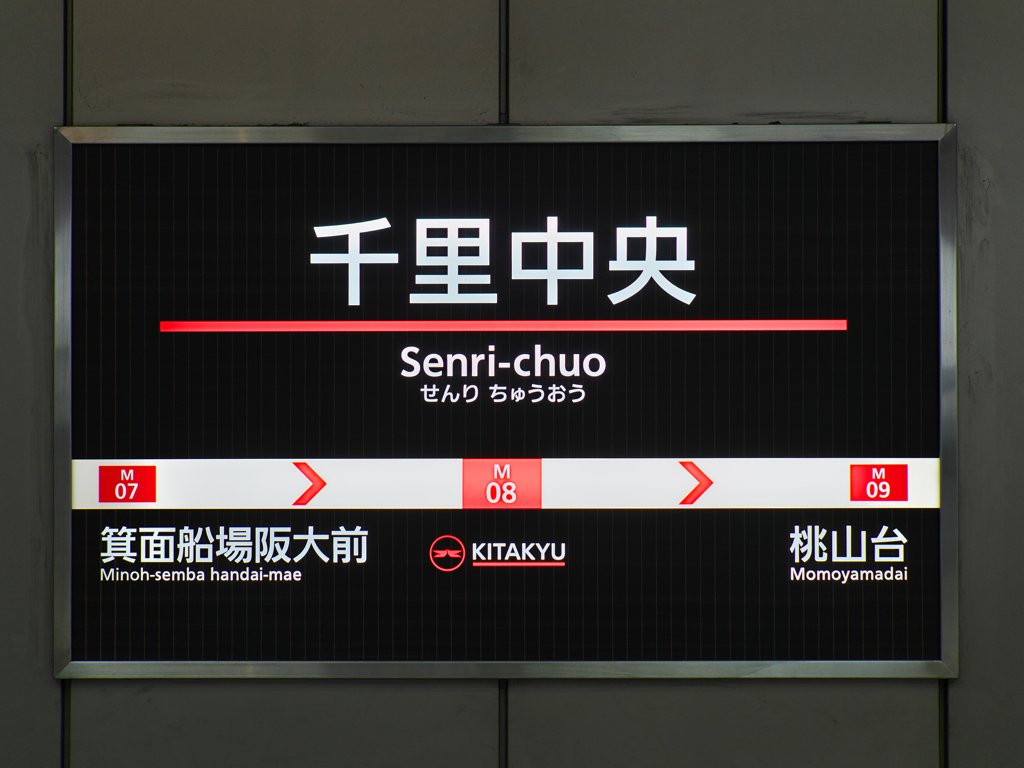 千里中央
Senri-chuo
せんり ちゅうおう
M 07
M 08
M 09
箕面船場阪大前
Minoh-semba handai-mae
KITAKYU
桃山台
Momoyamadai